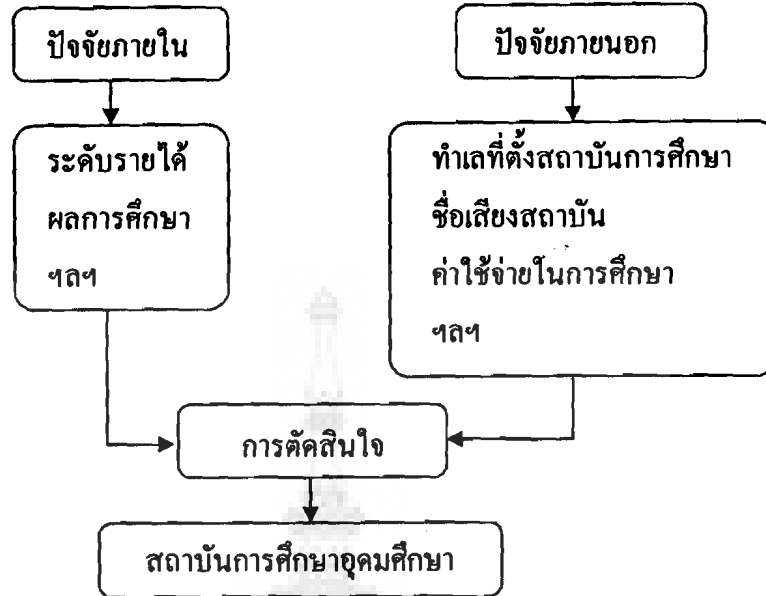 ปัจจัยภายใน
ระดับรายได้
ผลการศึกษา
ฯลฯ
ปัจจัยภายนอก
ทำเลที่ตั้งสถาบันการศึกษา
ชื่อเสียงสถาบัน
ค่าใช้จ่ายในการศึกษา
ฯลฯ
การตัดสินใจ
สถาบันการศึกษาอุดมศึกษา